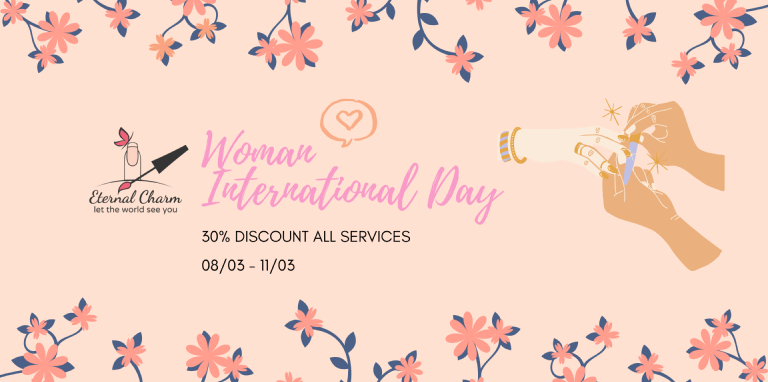 Eternal Charm
let the world see you
Woman
International Day
30% DISCOUNT ALL SERVICES
08/03 - 11/03